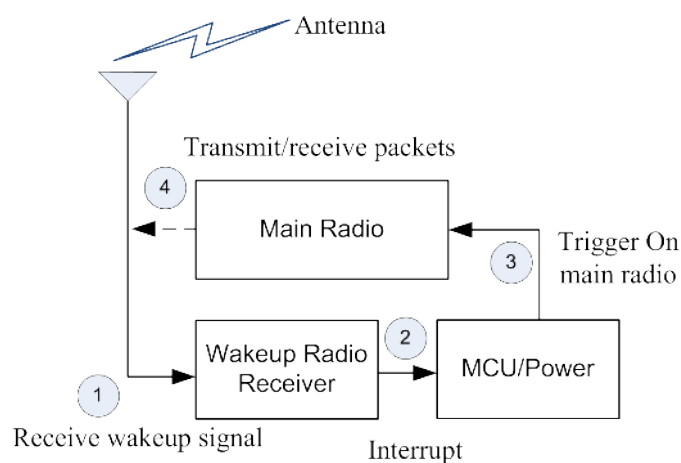 Antenna
Transmit/receive packets
4
Main Radio
3
Trigger On
main radio
2
Wakeup Radio
Receiver
MCU/Power
1
Receive wakeup signal
Interrupt